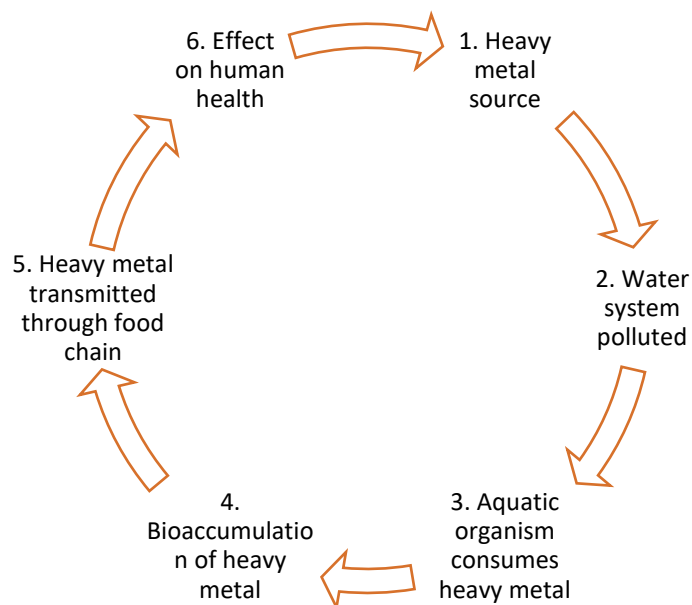 1. Heavy
metal
source
2. Water
system
polluted
3. Aquatic
organism
consumes
heavy metal
4.
Bioaccumulatio
n of heavy
metal
5. Heavy metal
transmitted
through food
chain
6. Effect
on human
health